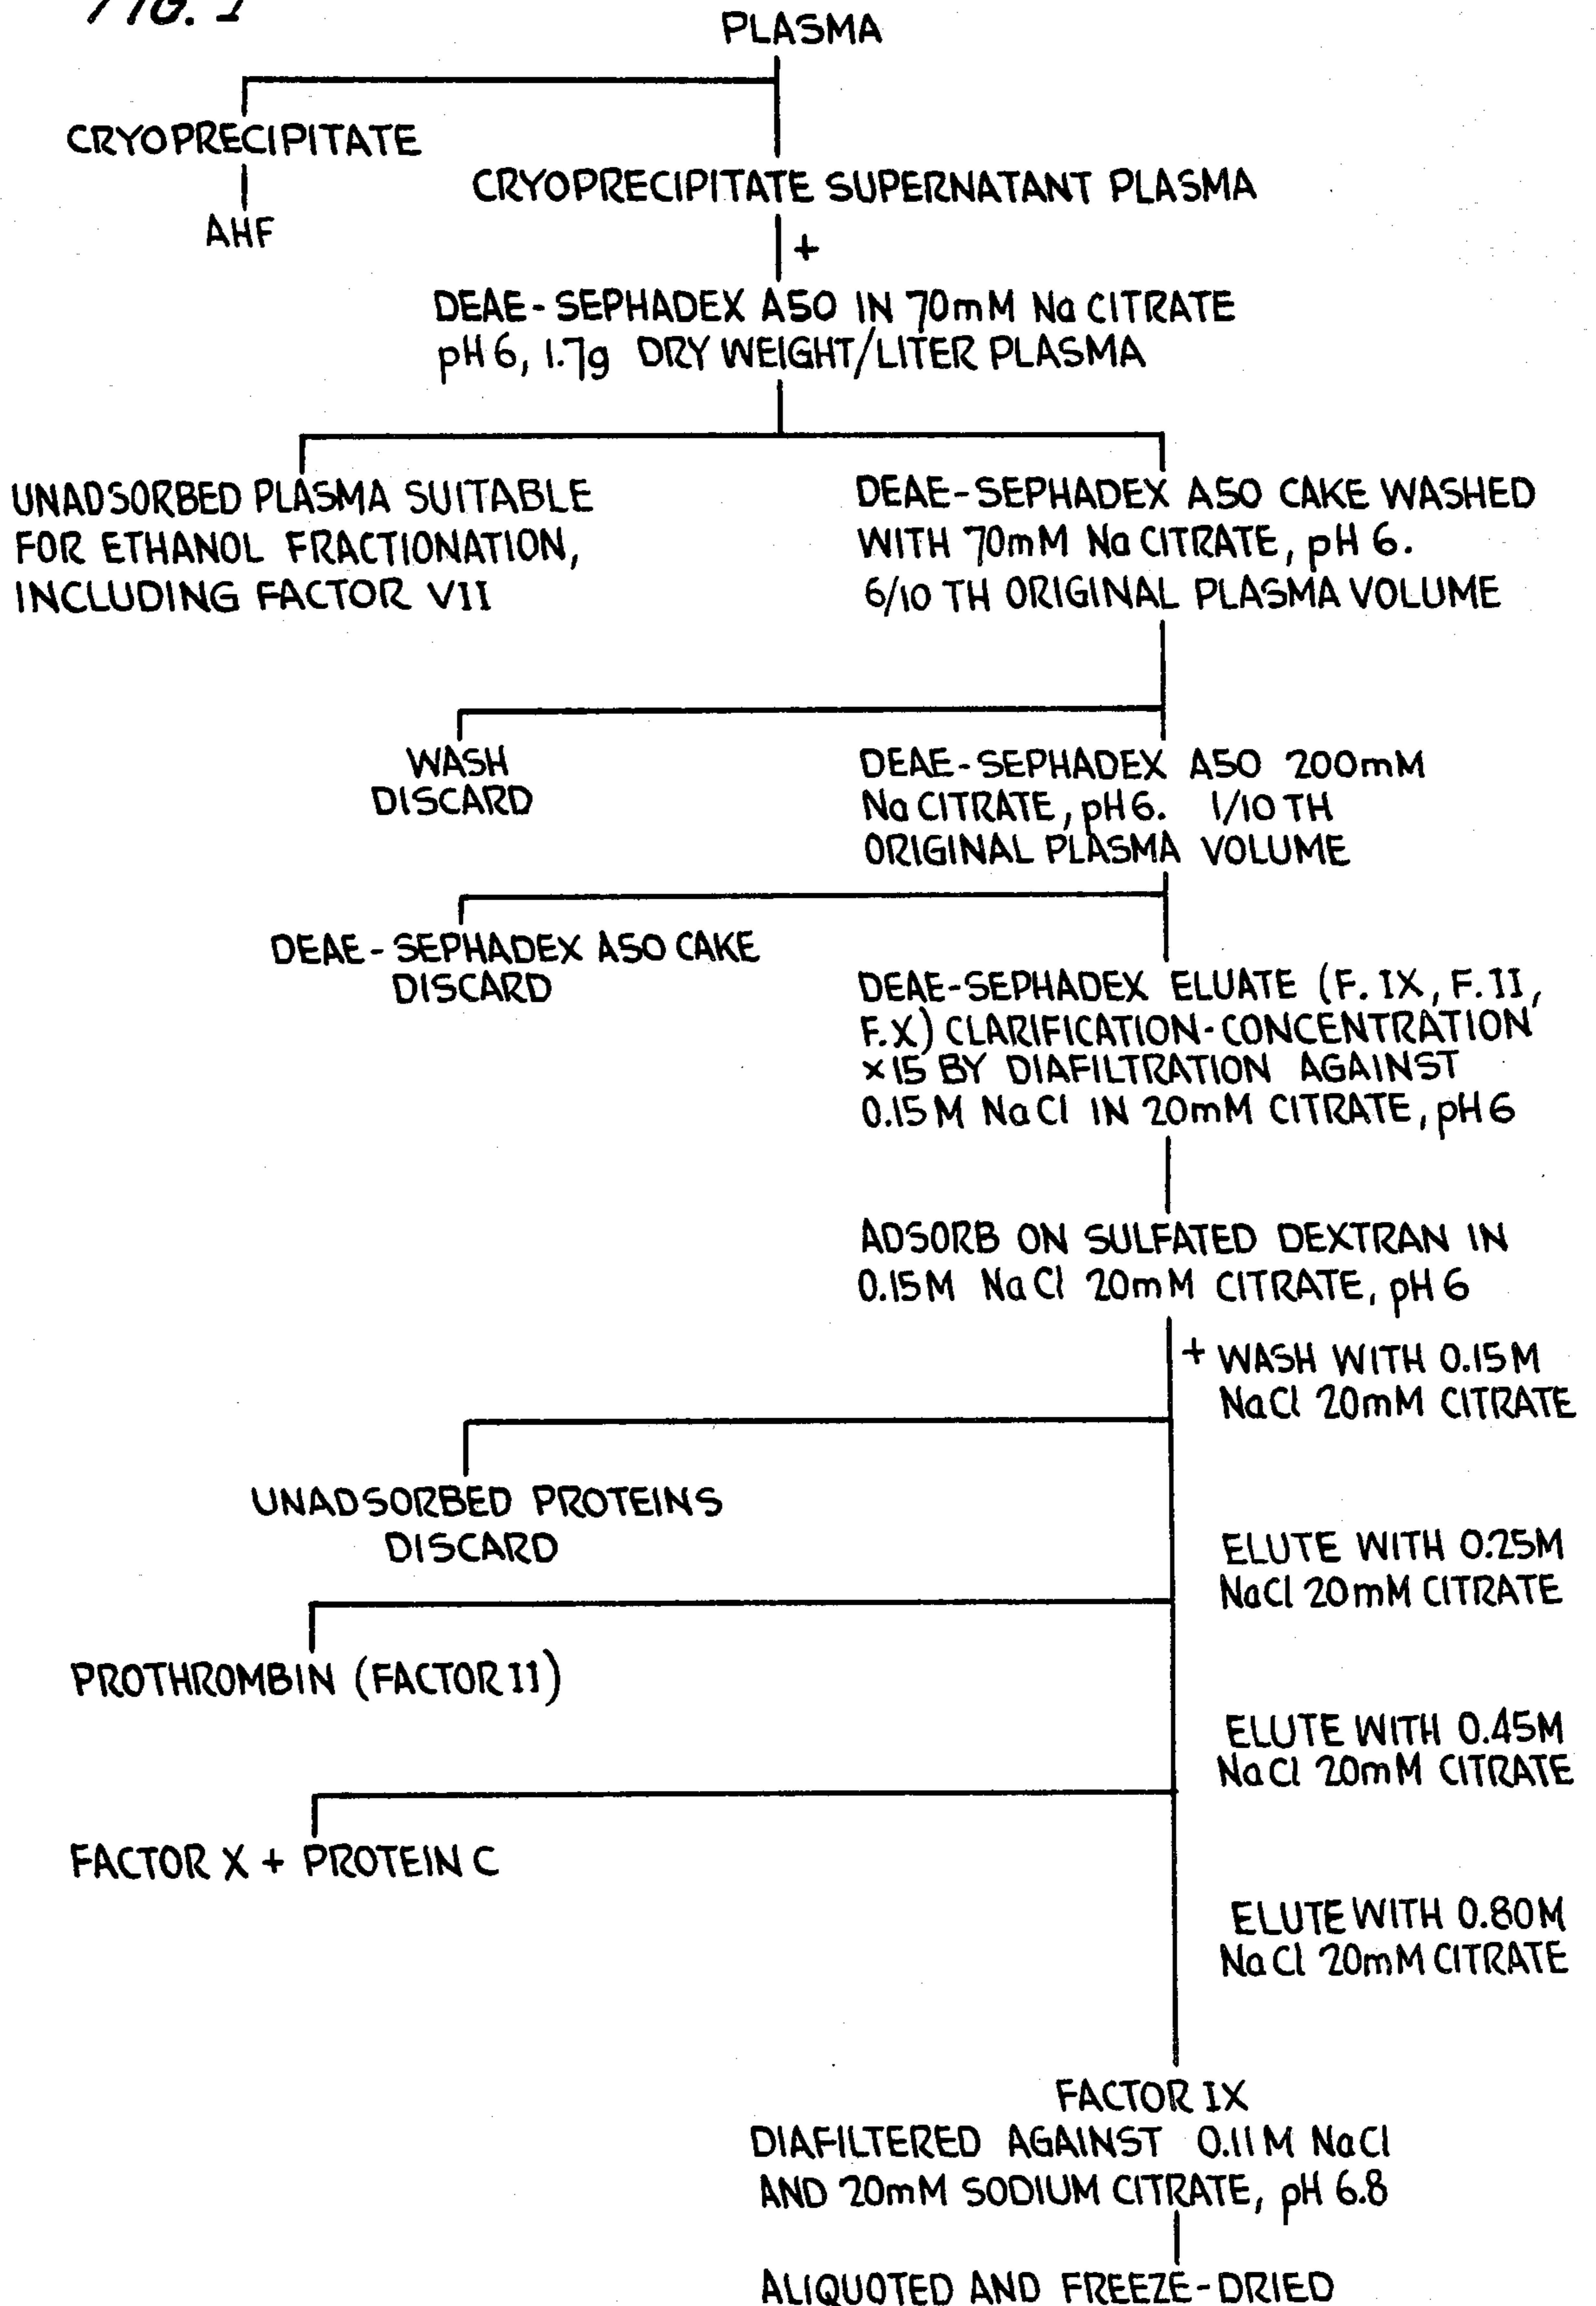 FIG. 1
PLASMA
CRYOPRECIPITATE
AHF
CRYOPRECIPITATE SUPERNATANT PLASMA
+
DEAE-SEPHADEX A50 IN 70mM Na CITRATE
pH 6, 1.7g DRY WEIGHT/LITER PLASMA
UNADSORBED PLASMA SUITABLE
FOR ETHANOL FRACTIONATION,
INCLUDING FACTOR VII
DEAE-SEPHADEX A50 CAKE WASHED
WITH 70mM Na CITRATE, pH 6.
6/10 TH ORIGINAL PLASMA VOLUME
WASH
DISCARD
DEAE-SEPHADEX A50 200mM
Na CITRATE, pH 6. 1/10 TH
ORIGINAL PLASMA VOLUME
DEAE-SEPHADEX A50 CAKE
DISCARD
DEAE-SEPHADEX ELUATE (F. IX, F. II,
F. X) CLARIFICATION-CONCENTRATION
×15 BY DIAFILTRATION AGAINST
0.15M NaCl IN 20mM CITRATE, pH 6
ADSORB ON SULFATED DEXTRAN IN
0.15M NaCl 20mM CITRATE, pH 6
+ WASH WITH 0.15M
NaCl 20mM CITRATE
UNADSORBED PROTEINS
DISCARD
ELUTE WITH 0.25M
NaCl 20mM CITRATE
PROTHROMBIN (FACTOR II)
ELUTE WITH 0.45M
NaCl 20mM CITRATE
FACTOR X + PROTEIN C
ELUTE WITH 0.80M
NaCl 20mM CITRATE
FACTOR IX
DIAFILTERED AGAINST 0.11M NaCl
AND 20mM SODIUM CITRATE, pH 6.8
ALIQUOTED AND FREEZE-DRIED